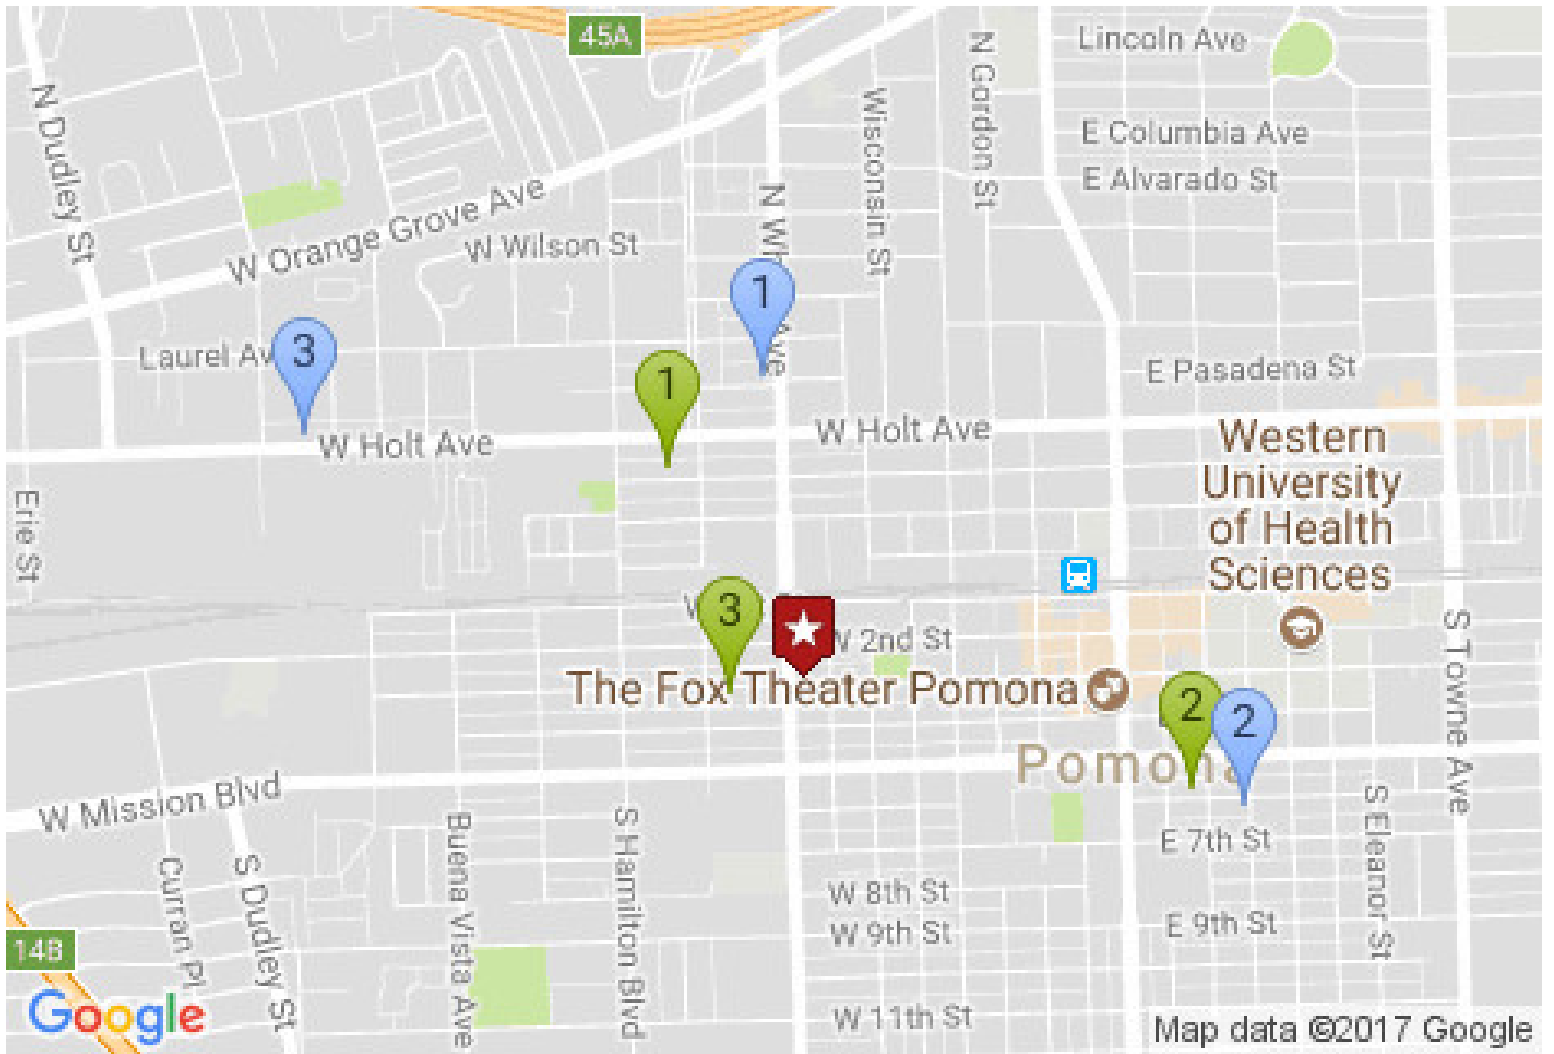 45A
Lincoln Ave
N Gordon St
N Dudley St
Wisconsin St
E Columbia Ave
E Alvarado St
W Orange Grove Ave
W Wilson St
N Wh
Ave
1
3
Laurel Av
1
E Pasadena St
W Holt Ave
W Holt Ave
Western
University
of Health
Sciences
Erie St
3
W 2nd St
S Towne Ave
The Fox Theater Pomona
2
2
Pomona
W Mission Blvd
S Eleanor St
Buena Vista Ave
S Hamilton Blvd
E 7th St
Curran Pl
S Dudley St
W 8th St
W 9th St
E 9th St
14B
Google
W 11th St
Map data ©2017 Google